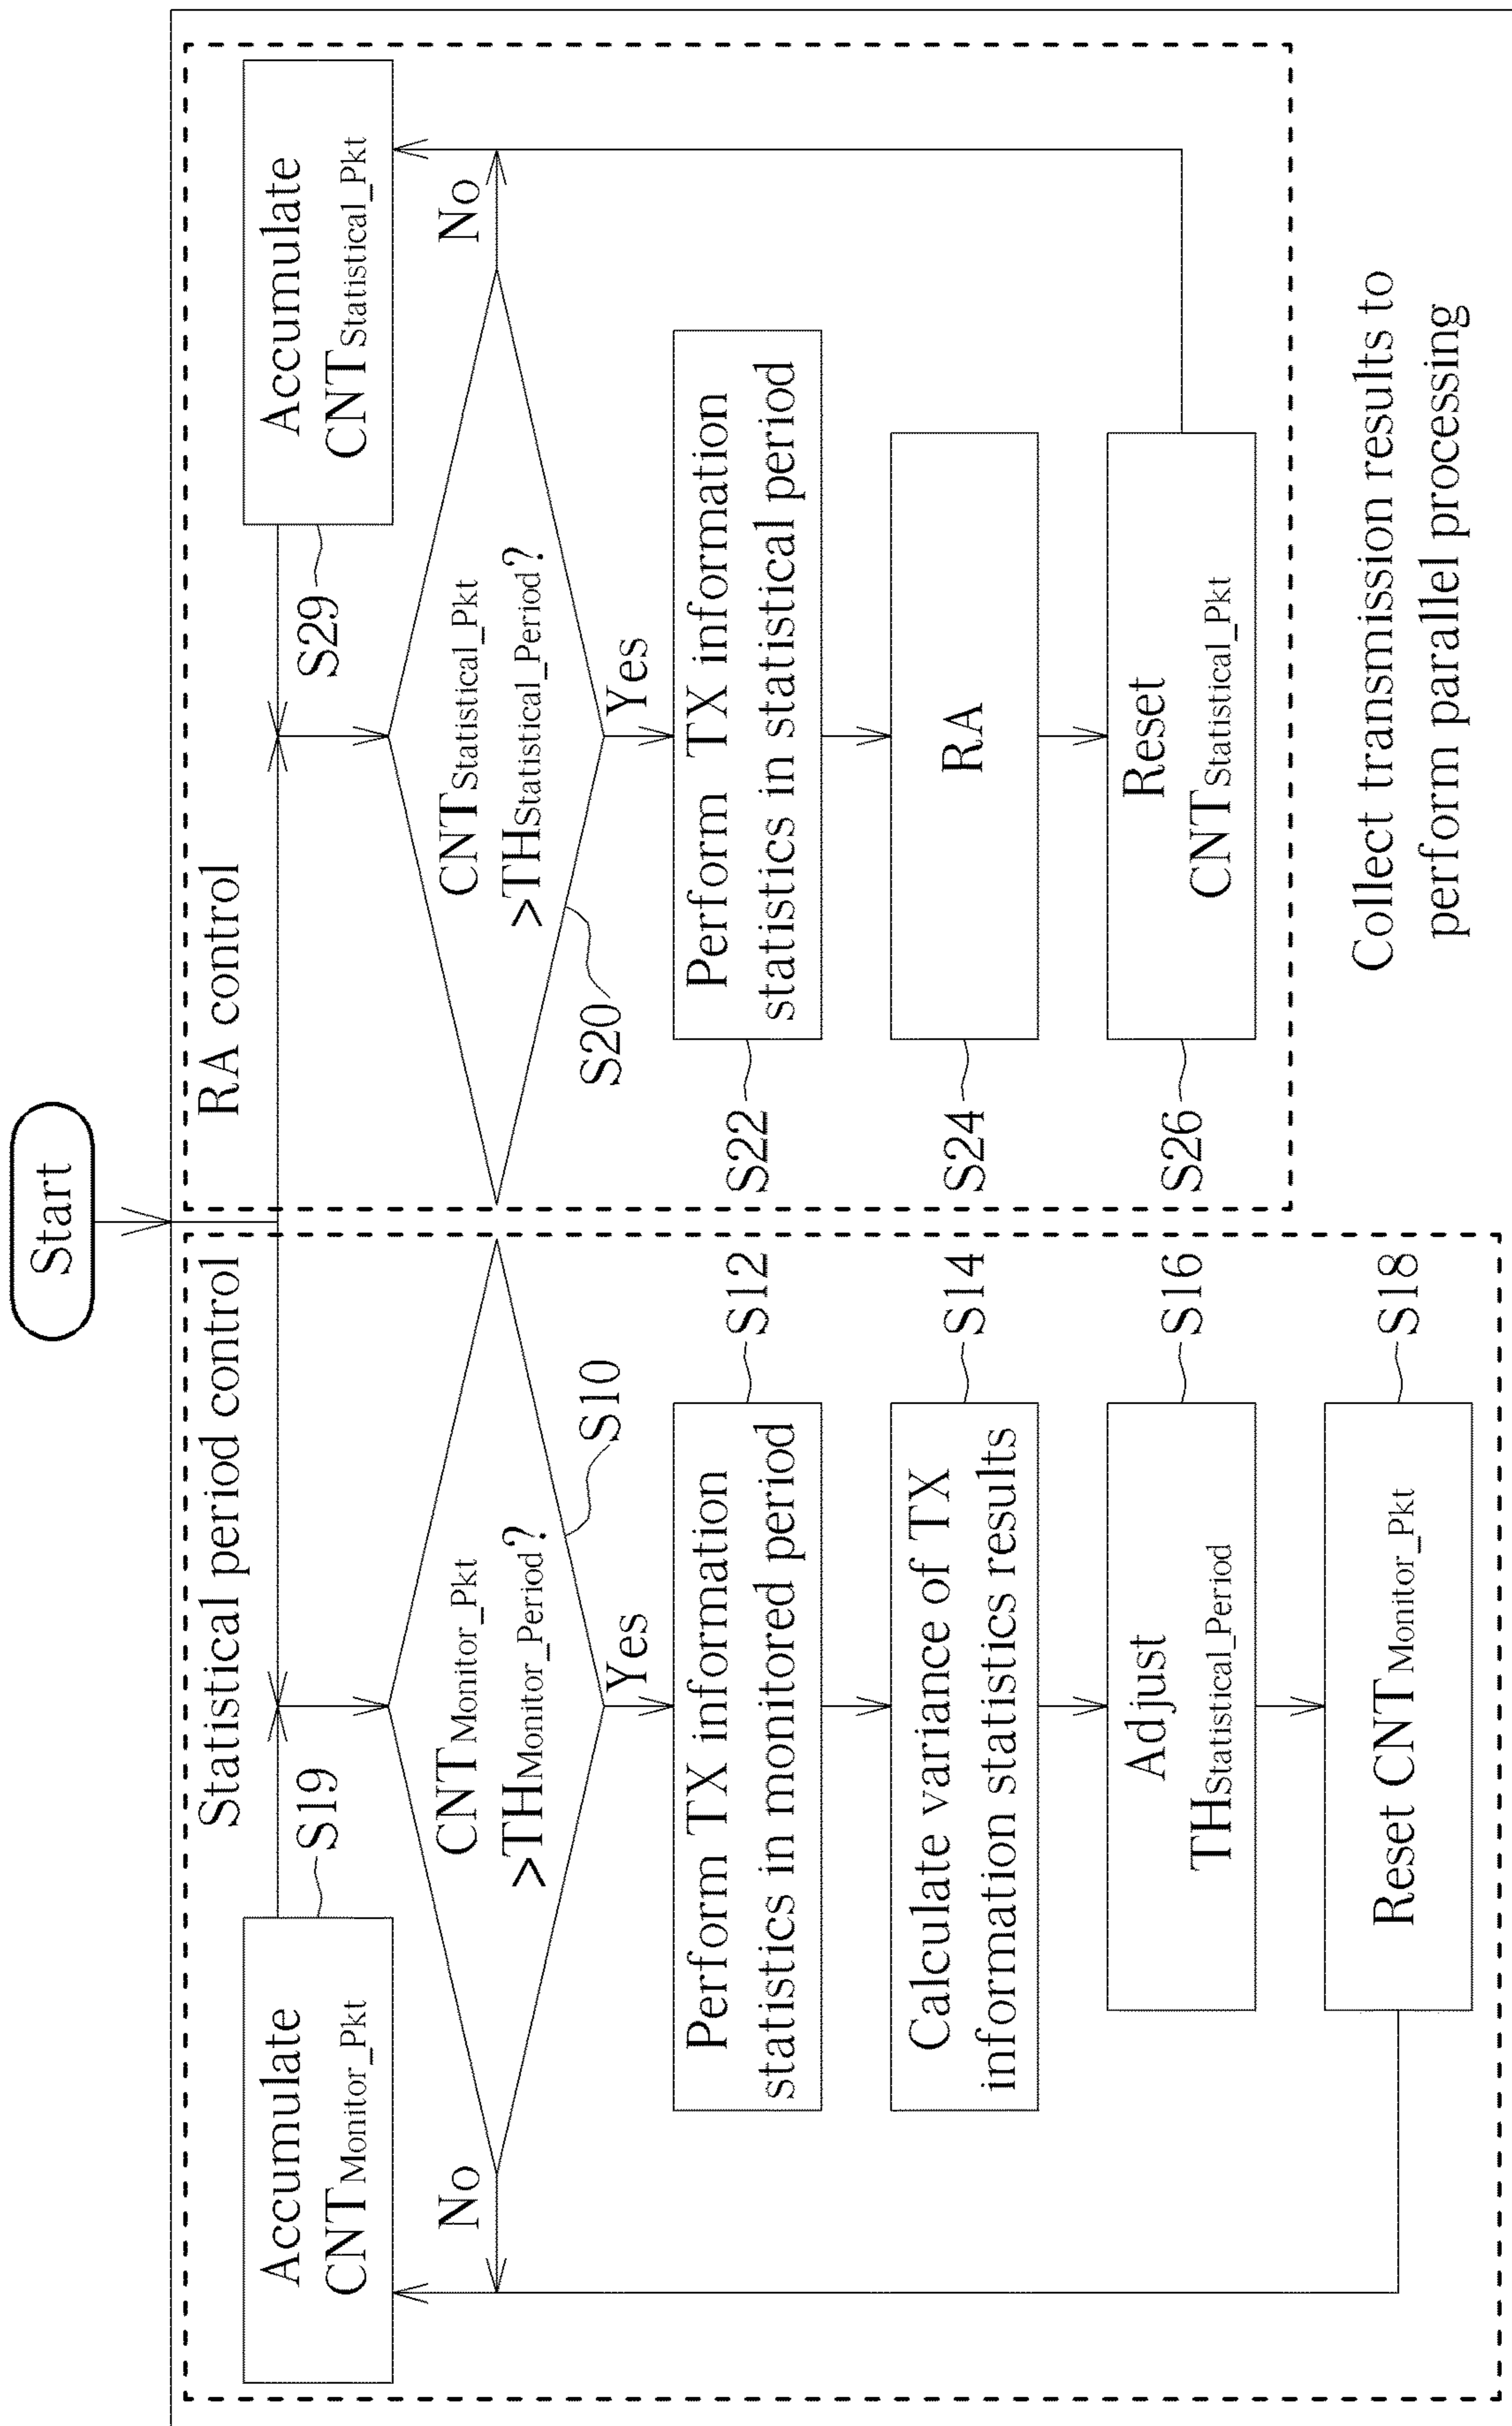 Start
Statistical period control
Accumulate
CNTMonitor_Pkt
S19
CNTMonitor_Pkt
>THMonitor_Period?
S10
No
Yes
Perform TX information
statistics in monitored period
S12
Calculate variance of TX
information statistics results
S14
Adjust
THStatistical_Period
S16
Reset CNTMonitor_Pkt
S18
RA control
Accumulate
CNTStatistical_Pkt
S29
CNTStatistical_Pkt
>THStatistical_Period?
S20
No
Yes
Perform TX information
statistics in statistical period
S22
RA
S24
Reset
CNTStatistical_Pkt
S26
Collect transmission results to
perform parallel processing